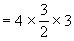 = 4 × 3/2 × 3